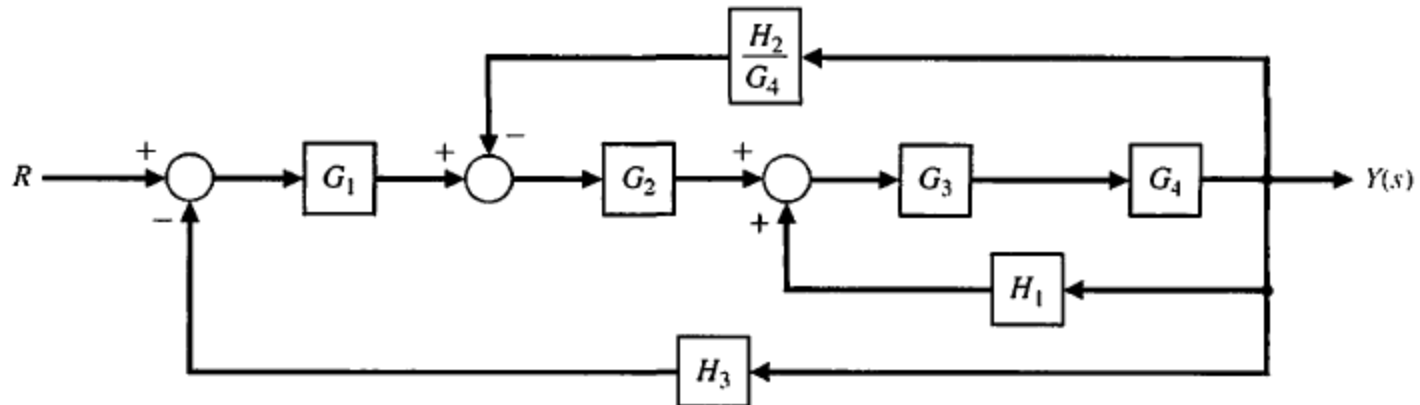 H₂
G₄
+
+
−
+
R
G₁
G₂
G₃
G₄
Y(s)
−
+
H₁
H₃